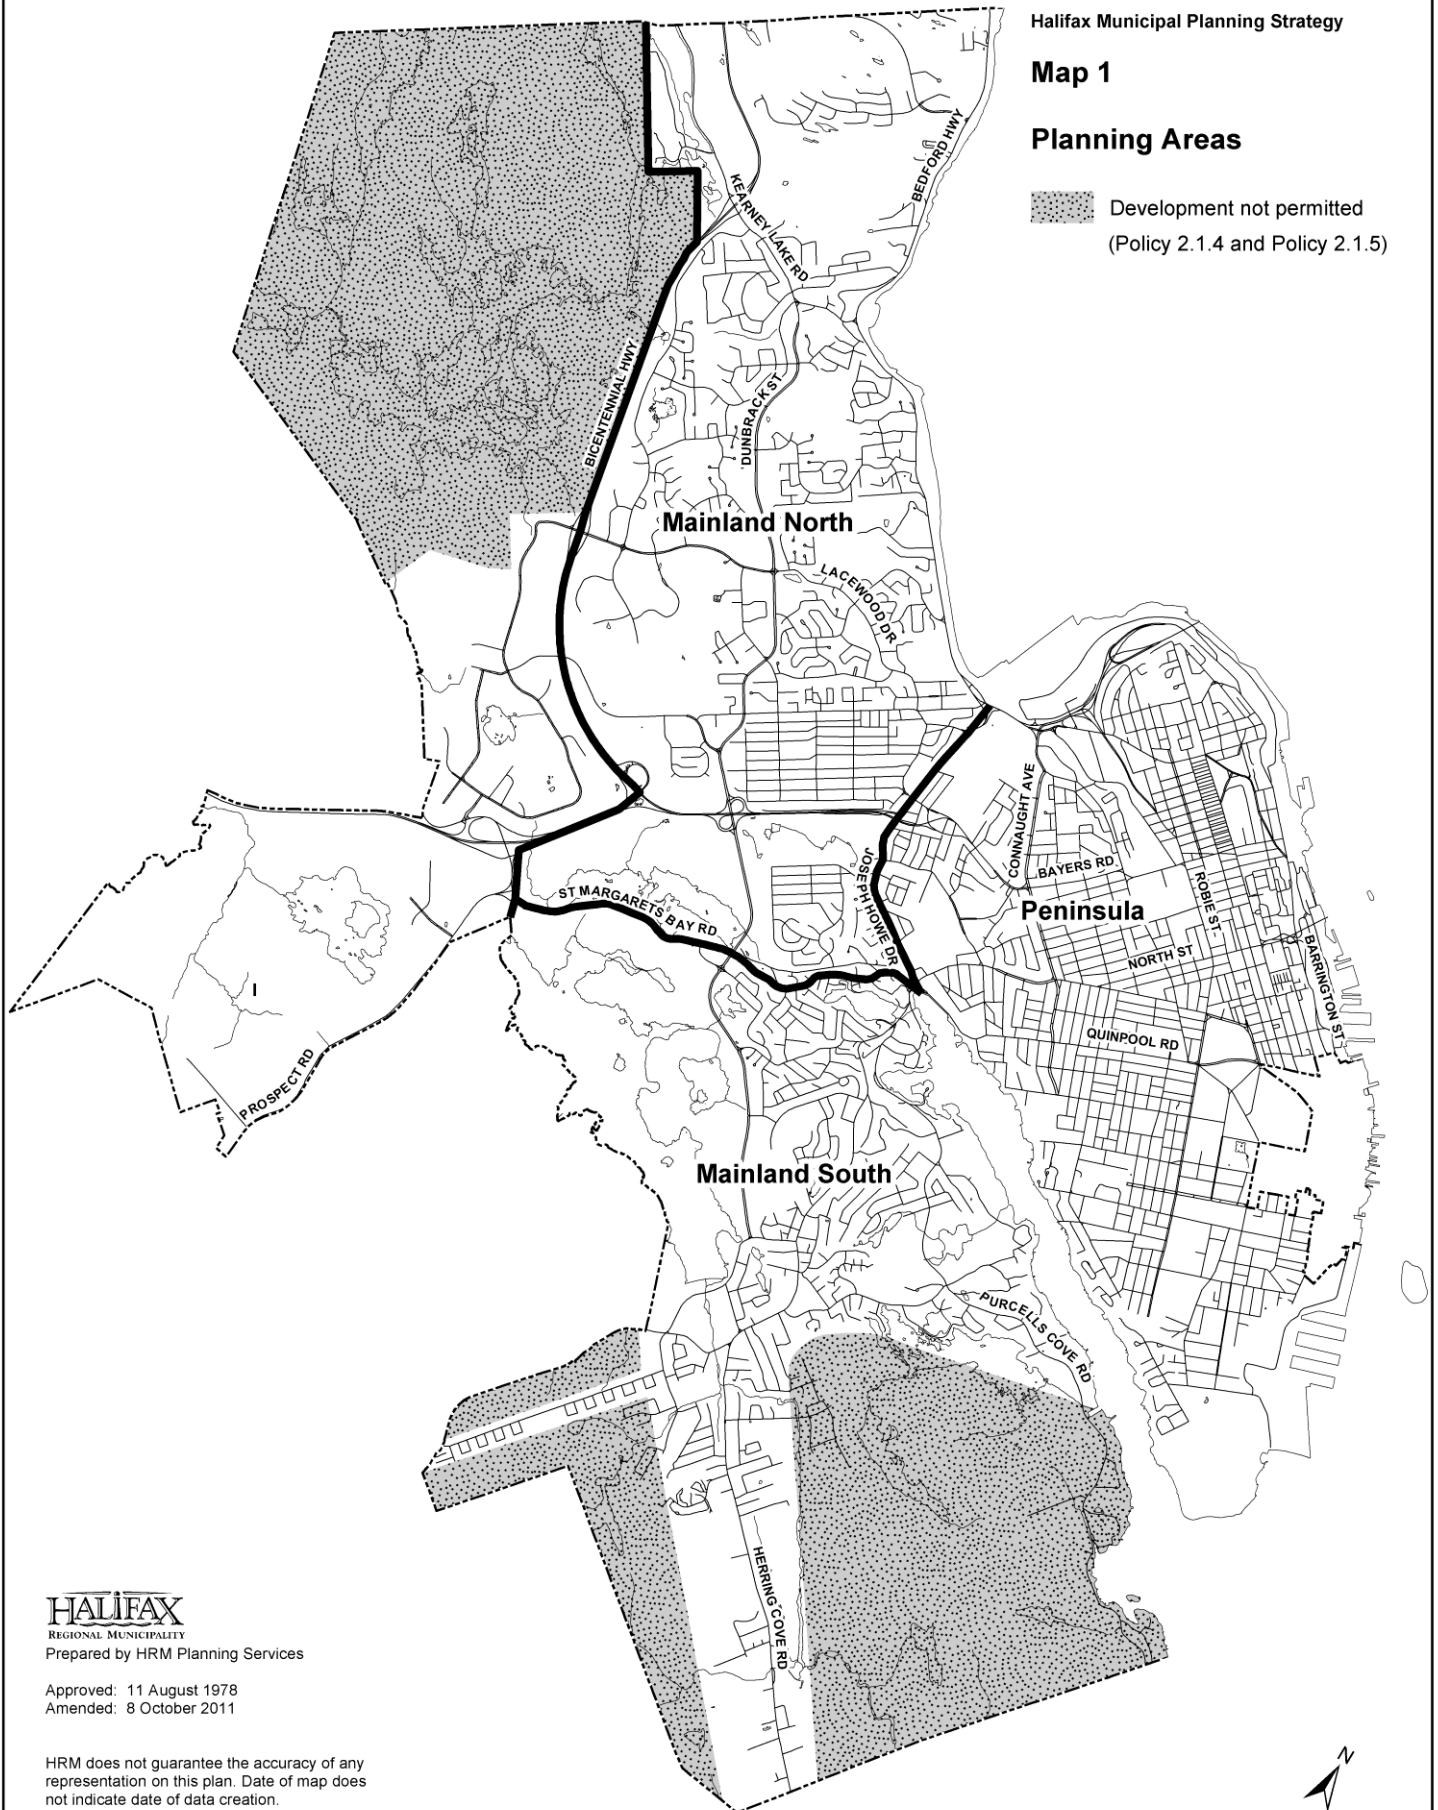 Halifax Municipal Planning Strategy
Map 1
Planning Areas
Development not permitted
(Policy 2.1.4 and Policy 2.1.5)
BEDFORD HWY
KEARNEY LAKE RD
BICENTENNIAL HWY
DUNBRACK ST
Mainland North
LACEWOOD DR
CONNAUGHT AVE
BAYERS RD
JOSEPH HOWE DR
ROBIE ST
ST MARGARETS BAY RD
Peninsula
NORTH ST
BARRINGTON ST
I
QUINPOOL RD
PROSPECT RD
Mainland South
PURCELLS COVE RD
HERRING COVE RD
HALIFAX
REGIONAL MUNICIPALITY
Prepared by HRM Planning Services
Approved: 11 August 1978
Amended: 8 October 2011
HRM does not guarantee the accuracy of any
representation on this plan. Date of map does
not indicate date of data creation.
N